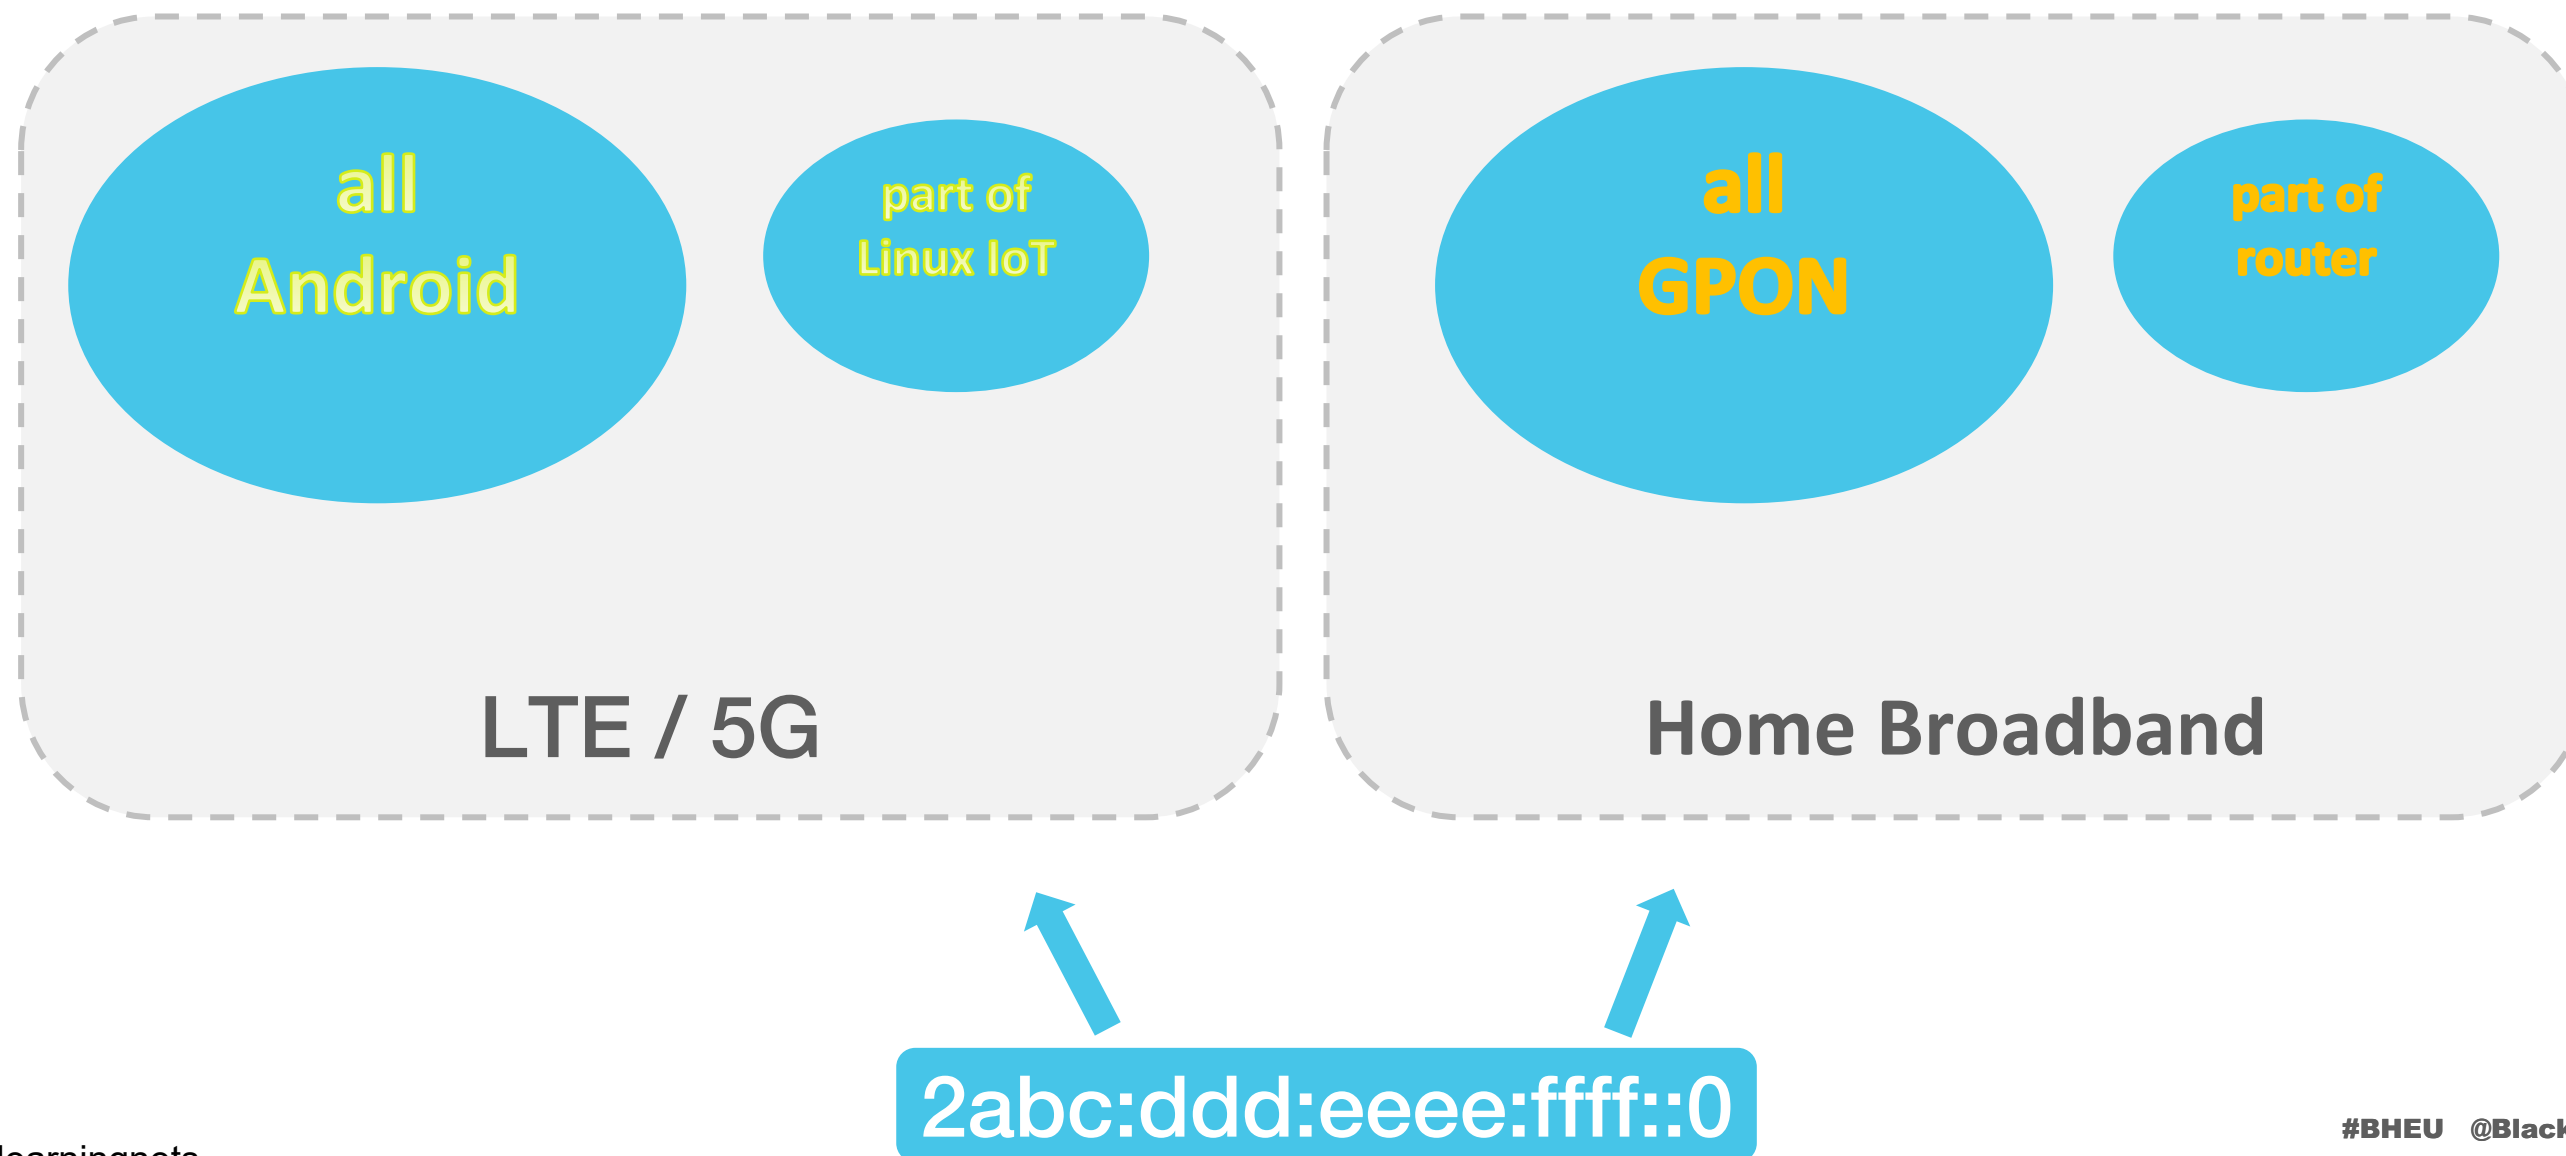 all
Android
part of
Linux IoT
all
GPON
part of
router
LTE / 5G
Home Broadband
2abc:ddd:eeee:ffff::0
#BHEU @Black